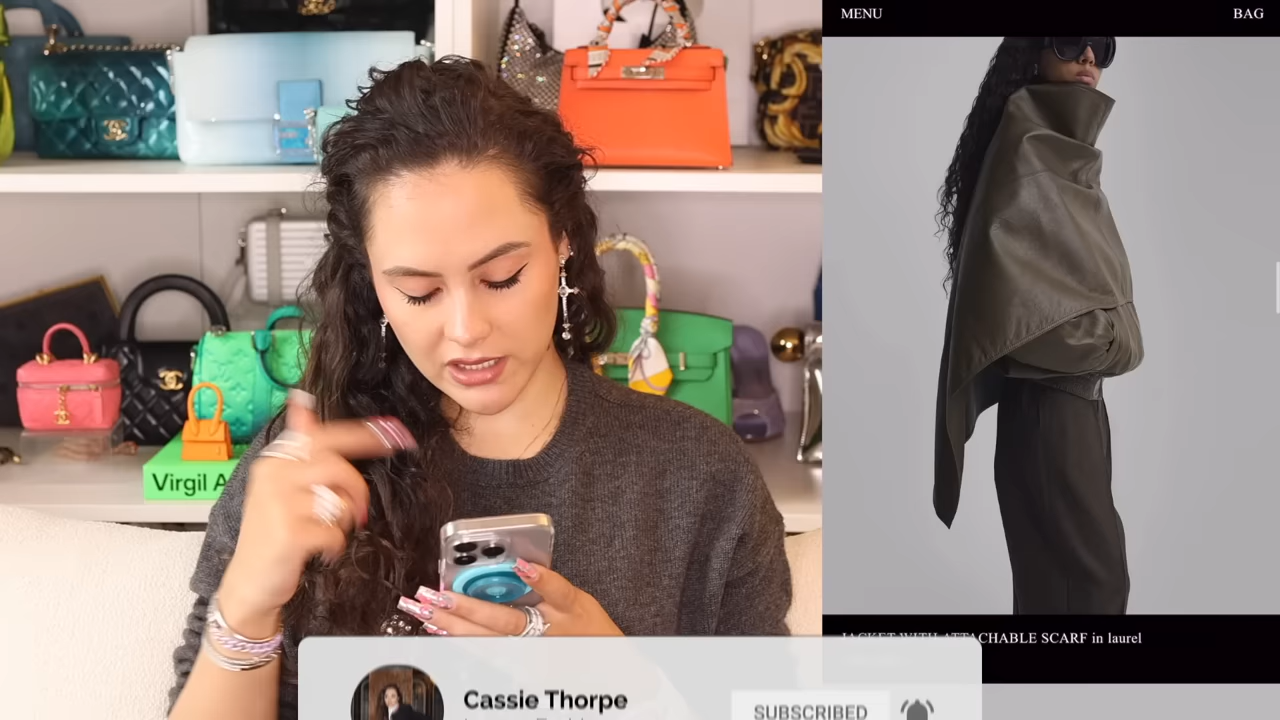 MENU
BAG
Virgil A
JACKET WITH ATTACHABLE SCARF in laurel
Cassie Thorpe
SUBSCRIBED